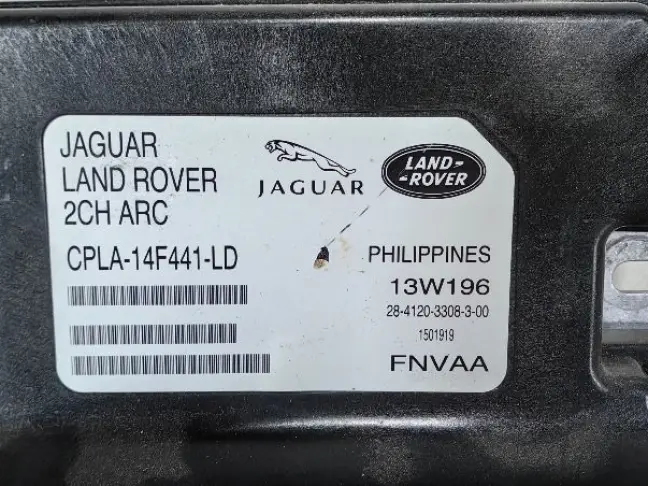 JAGUAR
LAND ROVER
2CH ARC
CPLA-14F441-LD
JAGUAR
LAND-
-ROVER
PHILIPPINES
13W196
28-4120-3308-3-00
1501919
FNVAA